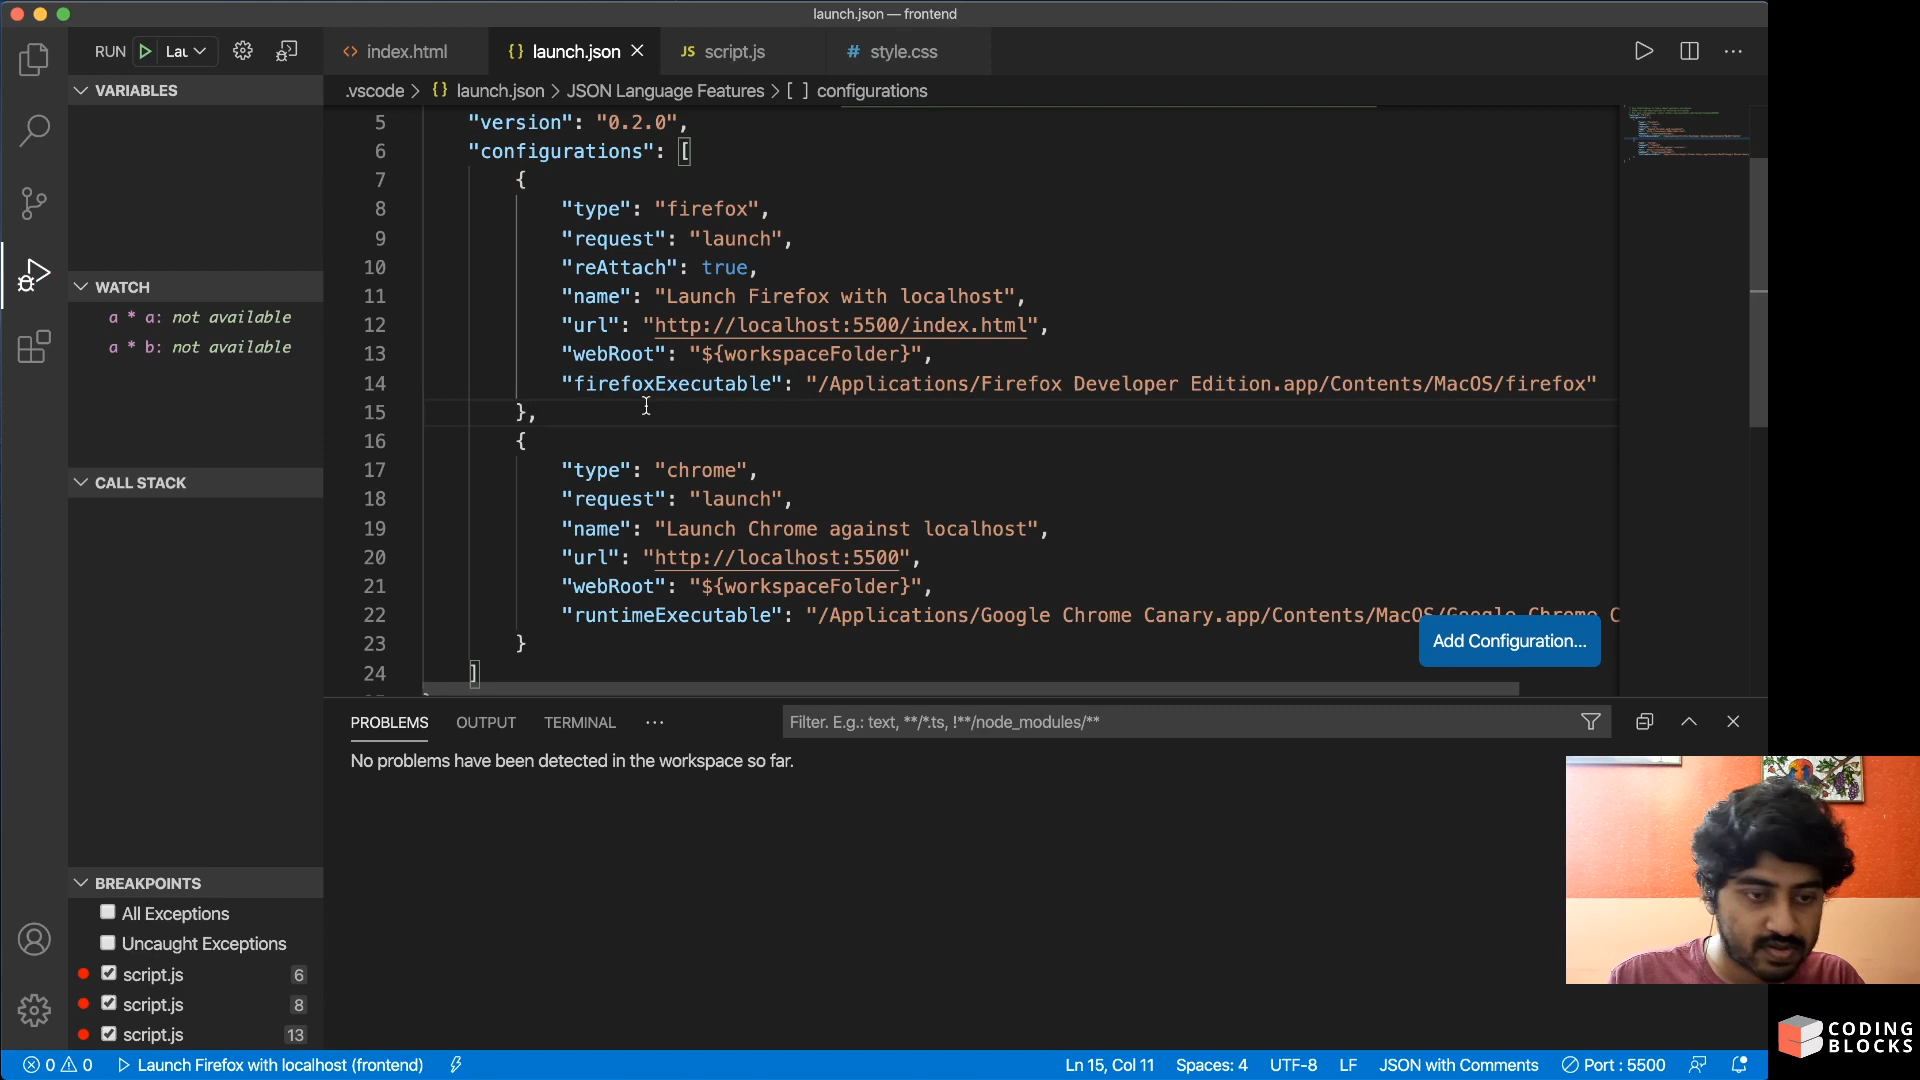 launch.json — frontend
RUN Lau
index.html
{} launch.json
JS script.js
# style.css
.vscode > {} launch.json > JSON Language Features > [ ] configurations
VARIABLES
WATCH
a * a: not available
a * b: not available
CALL STACK
BREAKPOINTS
All Exceptions
Uncaught Exceptions
script.js 6
script.js 8
script.js 13
5 "version": "0.2.0",
6 "configurations": [
7 {
8 "type": "firefox",
9 "request": "launch",
10 "reAttach": true,
11 "name": "Launch Firefox with localhost",
12 "url": "http://localhost:5500/index.html",
13 "webRoot": "${workspaceFolder}",
14 "firefoxExecutable": "/Applications/Firefox Developer Edition.app/Contents/MacOS/firefox"
15 },
16 {
17 "type": "chrome",
18 "request": "launch",
19 "name": "Launch Chrome against localhost",
20 "url": "http://localhost:5500",
21 "webRoot": "${workspaceFolder}",
22 "runtimeExecutable": "/Applications/Google Chrome Canary.app/Contents/MacOS/Google Chrome C
23 }
24 ]
Add Configuration...
PROBLEMS OUTPUT TERMINAL ...
Filter. E.g.: text, **/*.ts, !**/node_modules/**
No problems have been detected in the workspace so far.
0 0 Launch Firefox with localhost (frontend)
Ln 15, Col 11 Spaces: 4 UTF-8 LF JSON with Comments Port : 5500
CODING
BLOCKS